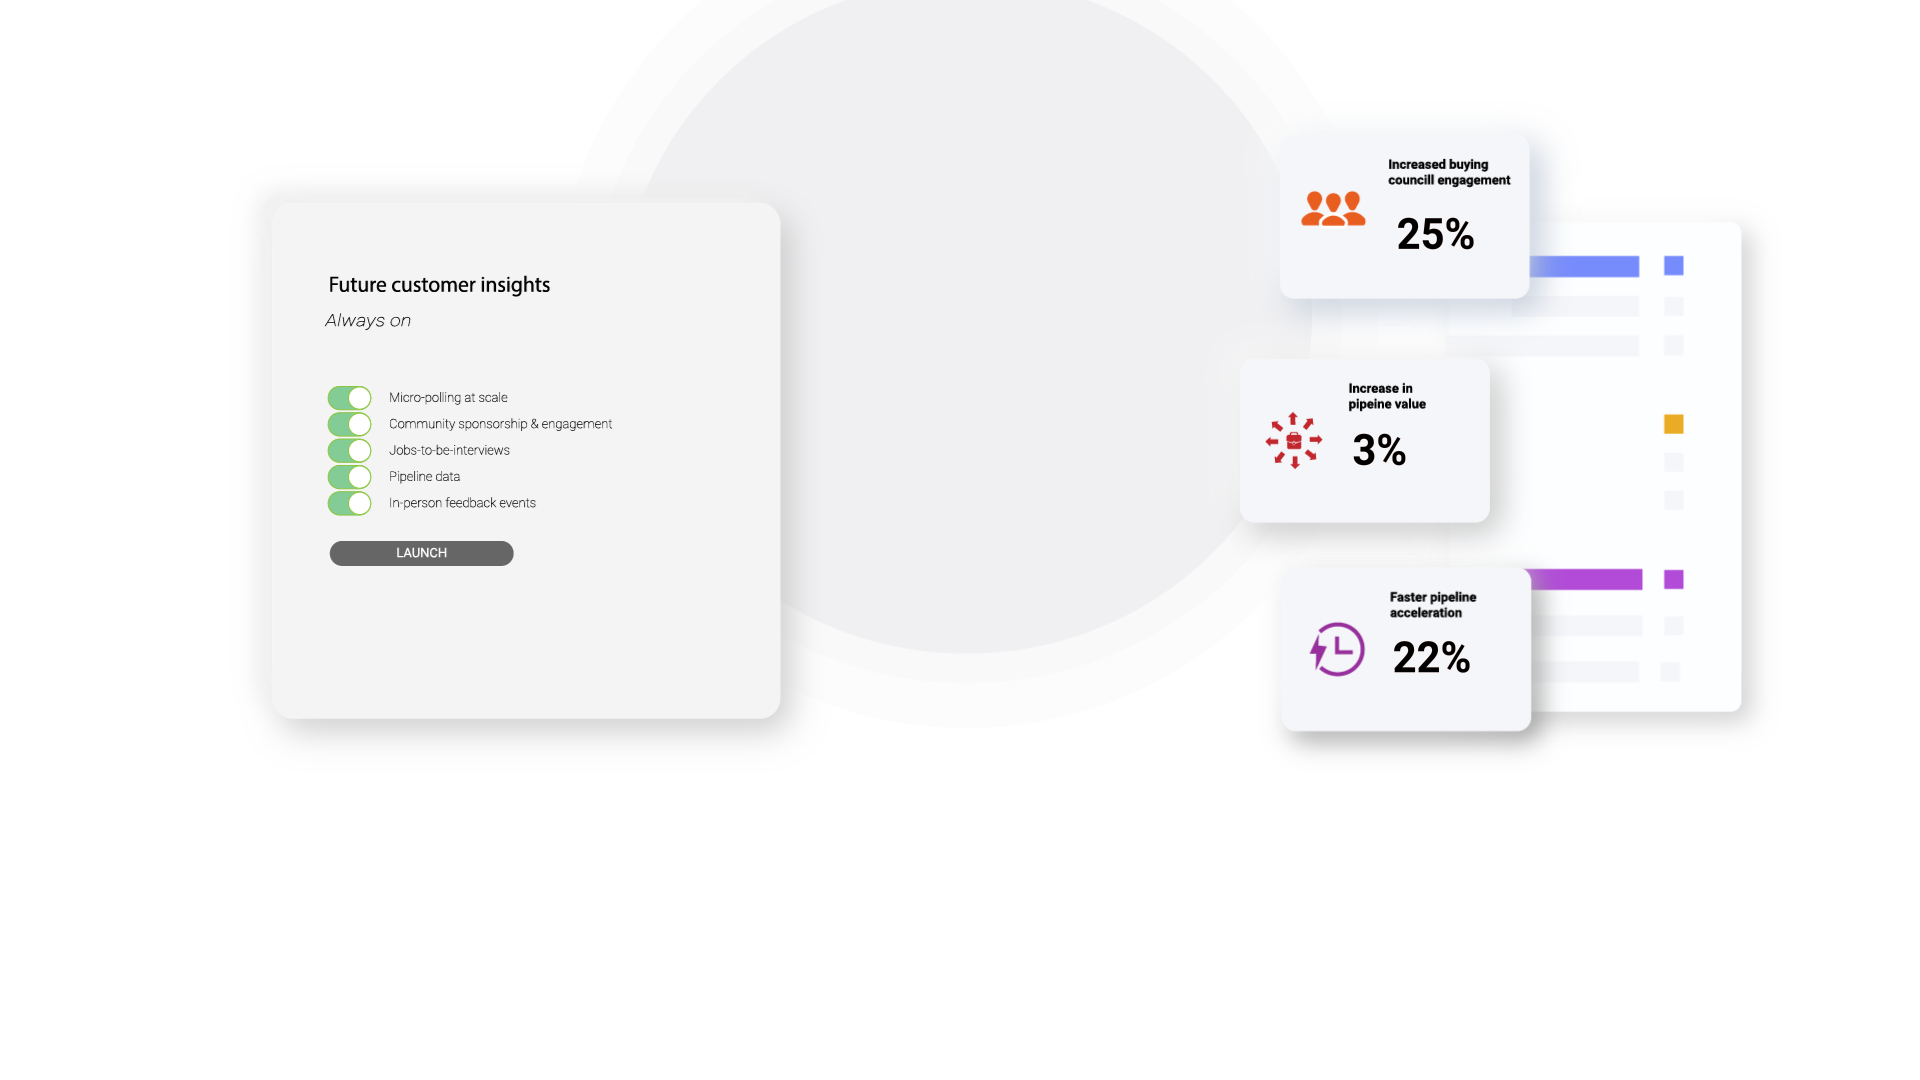 Future customer insights
Always on
Micro-polling at scale
Community sponsorship & engagement
Jobs-to-be-interviews
Pipeline data
In-person feedback events
LAUNCH
Increased buying
councill engagement
25%
Increase in
pipeine value
3%
Faster pipeline
acceleration
22%